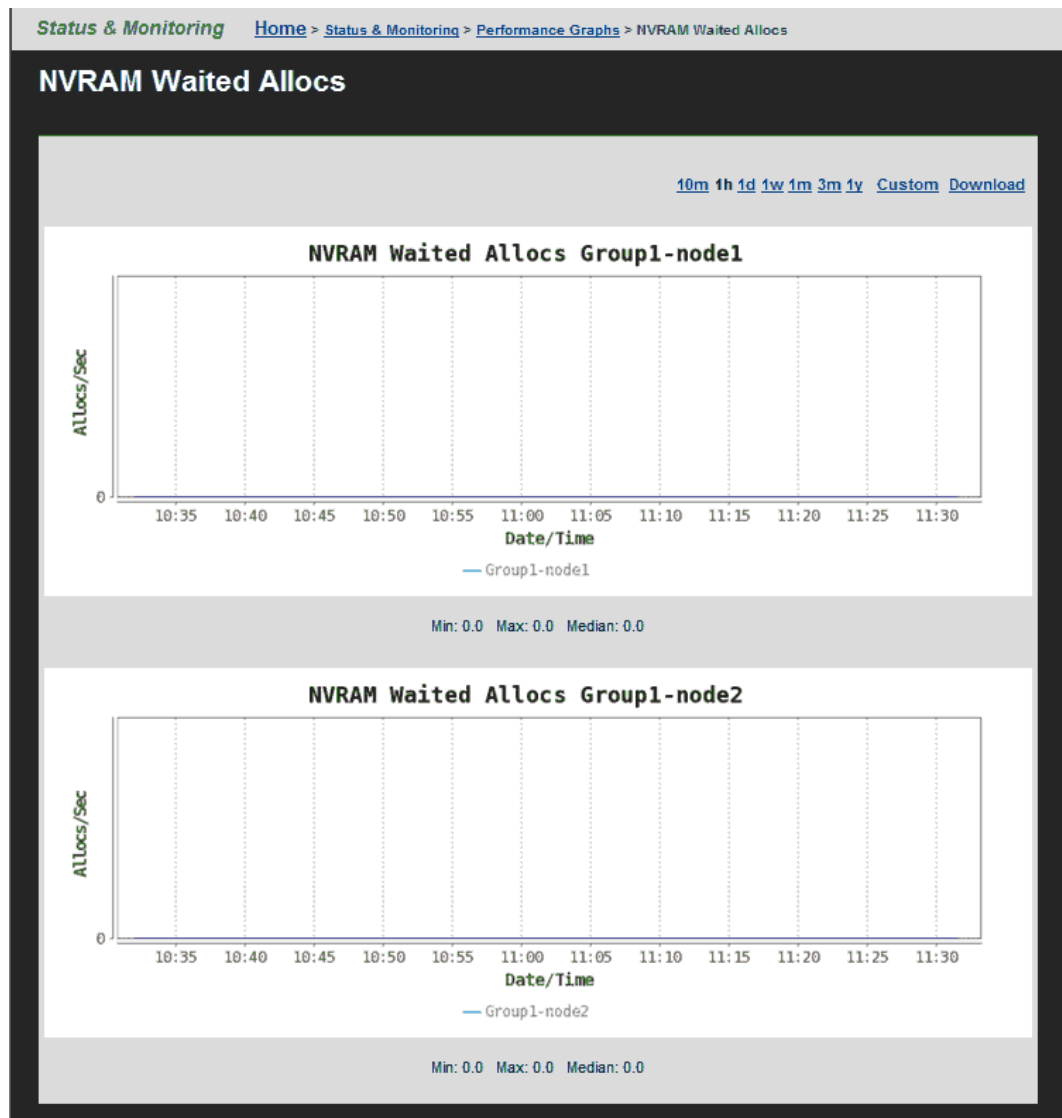 Status & Monitoring Home > Status & Monitoring > Performance Graphs > NVRAM Waited Allocs
NVRAM Waited Allocs
10m 1h 1d 1w 1m 3m 1y Custom Download
NVRAM Waited Allocs Group1-node1
Allocs/Sec
0
10:35 10:40 10:45 10:50 10:55 11:00 11:05 11:10 11:15 11:20 11:25 11:30
Date/Time
Group1-node1
Min: 0.0 Max: 0.0 Median: 0.0
NVRAM Waited Allocs Group1-node2
Allocs/Sec
0
10:35 10:40 10:45 10:50 10:55 11:00 11:05 11:10 11:15 11:20 11:25 11:30
Date/Time
Group1-node2
Min: 0.0 Max: 0.0 Median: 0.0